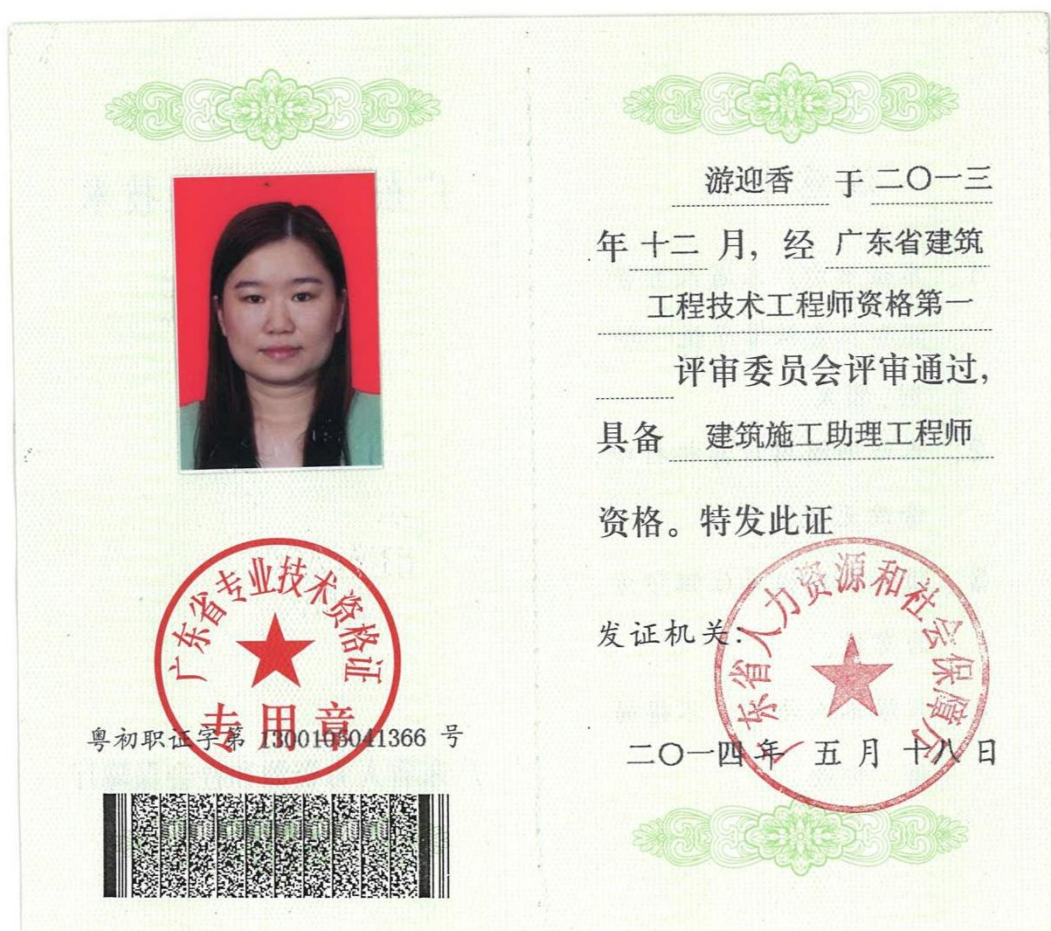 广东省专业技术资格证
专用章
粤初职证字第 1300103041366 号
游迎香 于 二〇一三
年 十二 月，经 广东省建筑
工程技术工程师资格第一
评审委员会评审通过，
具备 建筑施工助理工程师
资格。特发此证
发证机关：
广东省人力资源和社会保障厅
二〇一四 年 五 月 十八 日